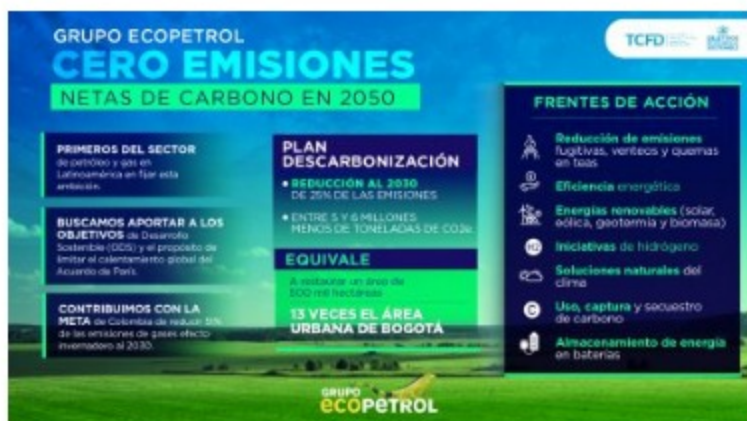 GRUPO ECOPETROL
CERO EMISIONES
NETAS DE CARBONO EN 2050
TCFD
PRIMEROS DEL SECTOR
de petróleo y gas en
Latinoamérica en fijar esta
ambición.
BUSCAMOS APORTAR A LOS
OBJETIVOS de Desarrollo
Sostenible (ODS) y el propósito de
limitar el calentamiento global del
Acuerdo de París.
CONTRIBUIMOS CON LA
META de Colombia de reducir 51%
de las emisiones de gases efecto
invernadero al 2030.
PLAN
DESCARBONIZACIÓN
• REDUCCIÓN AL 2030
DE 25% DE LAS EMISIONES
• ENTRE 5 Y 6 MILLONES
MENOS DE TONELADAS DE CO2e.
EQUIVALE
A restaurar un área de
500 mil hectáreas
13 VECES EL ÁREA
URBANA DE BOGOTÁ
FRENTES DE ACCIÓN
Reducción de emisiones
fugitivas, venteos y quemas
en teas
Eficiencia energética
Energías renovables (solar,
eólica, geotermia y biomasa)
H2
Iniciativas de hidrógeno
Soluciones naturales del
clima
C
Uso, captura y secuestro
de carbono
Almacenamiento de energía
en baterías
GRUPO
ecopetrol